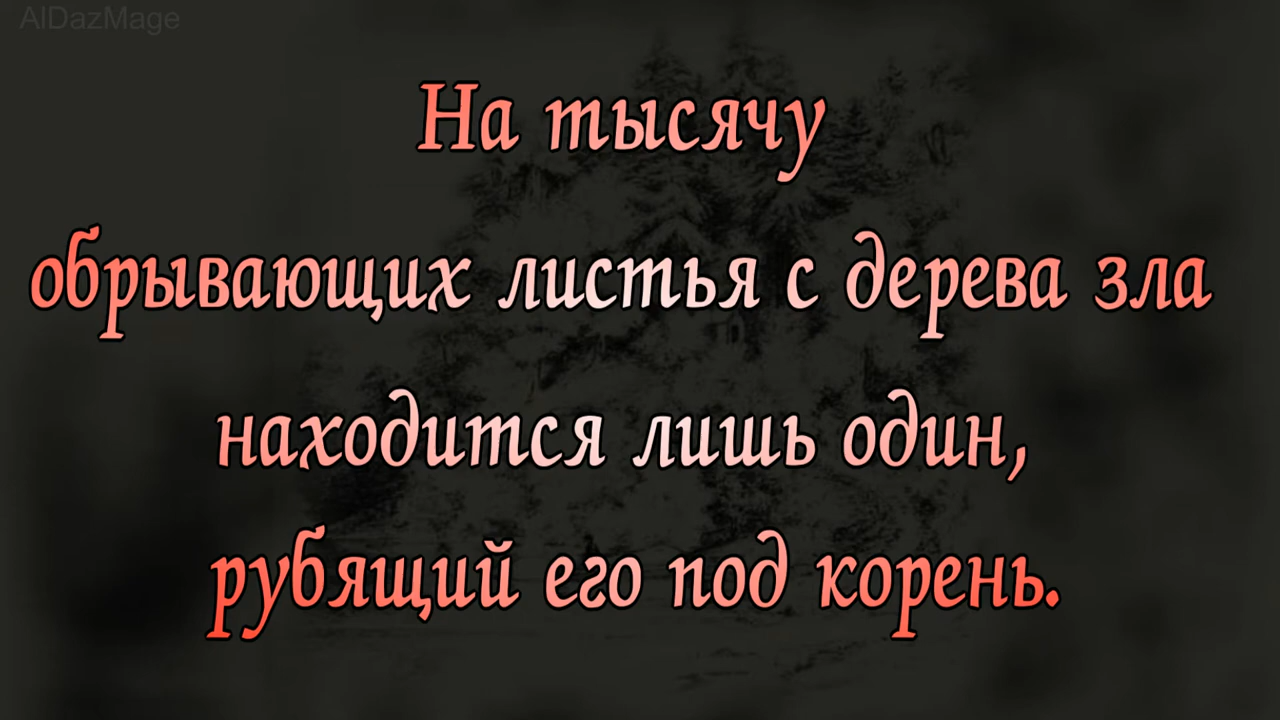 AlDazMage
На тысячу
обрывающих листья с дерева зла
находится лишь один,
рубящий его под корень.